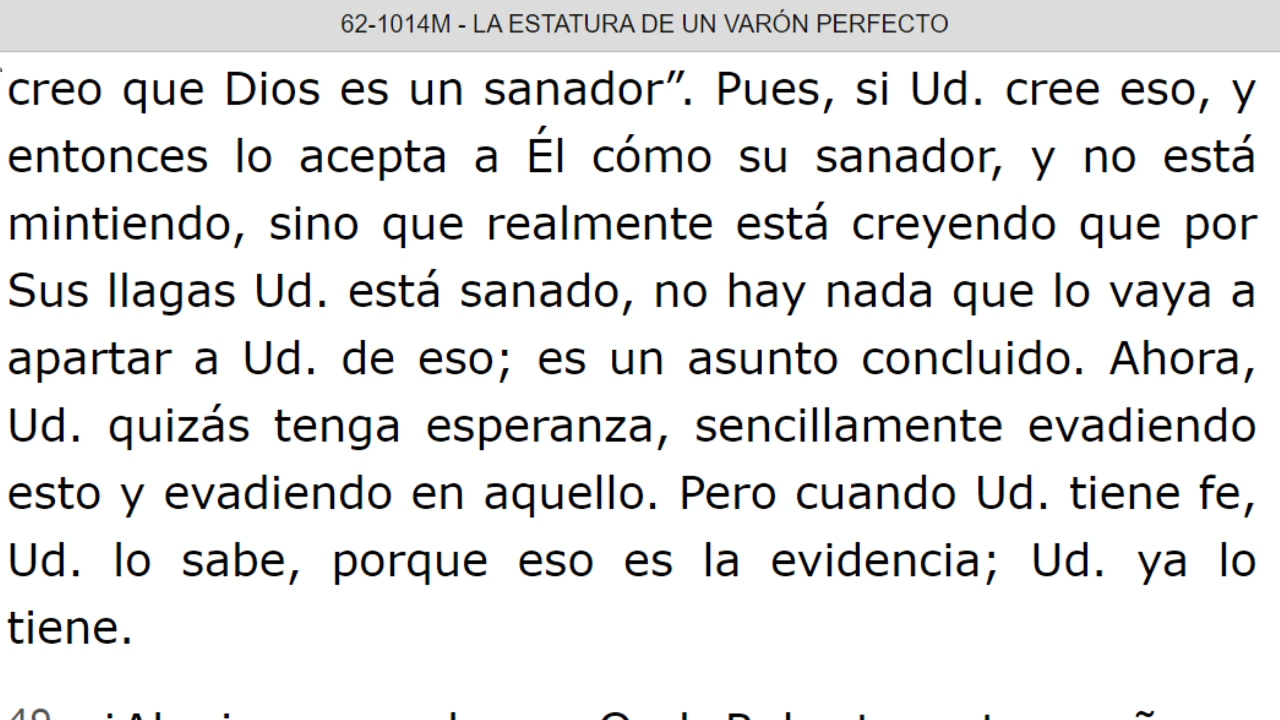 62-1014M - LA ESTATURA DE UN VARÓN PERFECTO
creo que Dios es un sanador”. Pues, si Ud. cree eso, y
entonces lo acepta a Él cómo su sanador, y no está
mintiendo, sino que realmente está creyendo que por
Sus llagas Ud. está sanado, no hay nada que lo vaya a
apartar a Ud. de eso; es un asunto concluido. Ahora,
Ud. quizás tenga esperanza, sencillamente evadiendo
esto y evadiendo en aquello. Pero cuando Ud. tiene fe,
Ud. lo sabe, porque eso es la evidencia; Ud. ya lo
tiene.
49